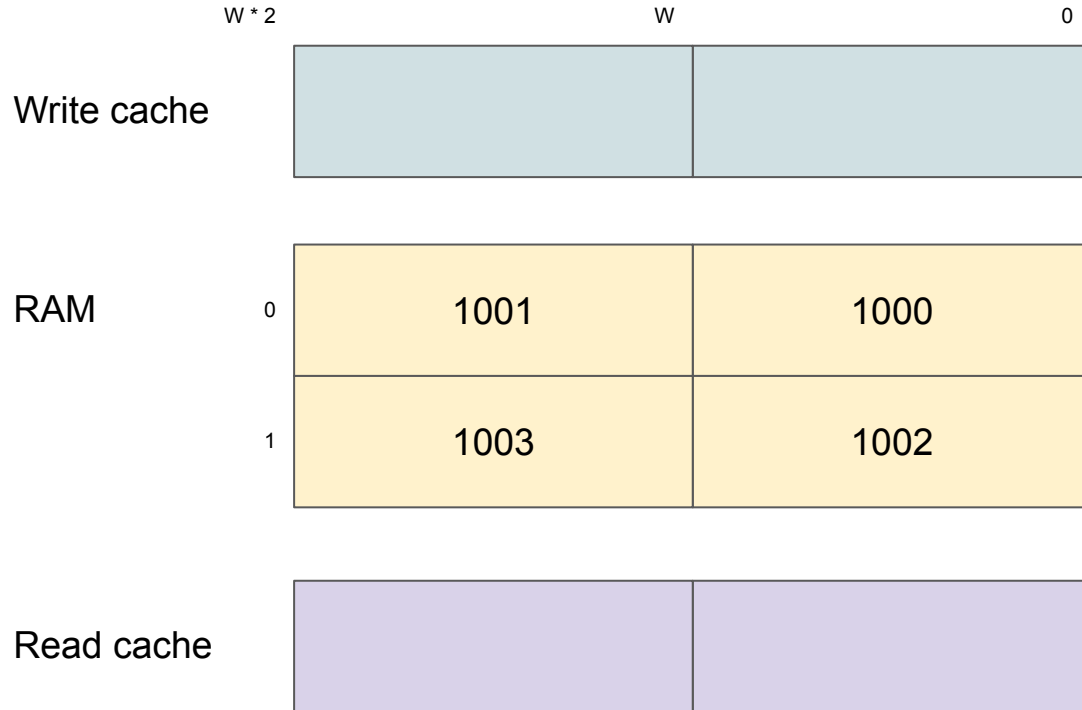 W * 2 W 0
Write cache
RAM 0 1001 1000
1 1003 1002
Read cache